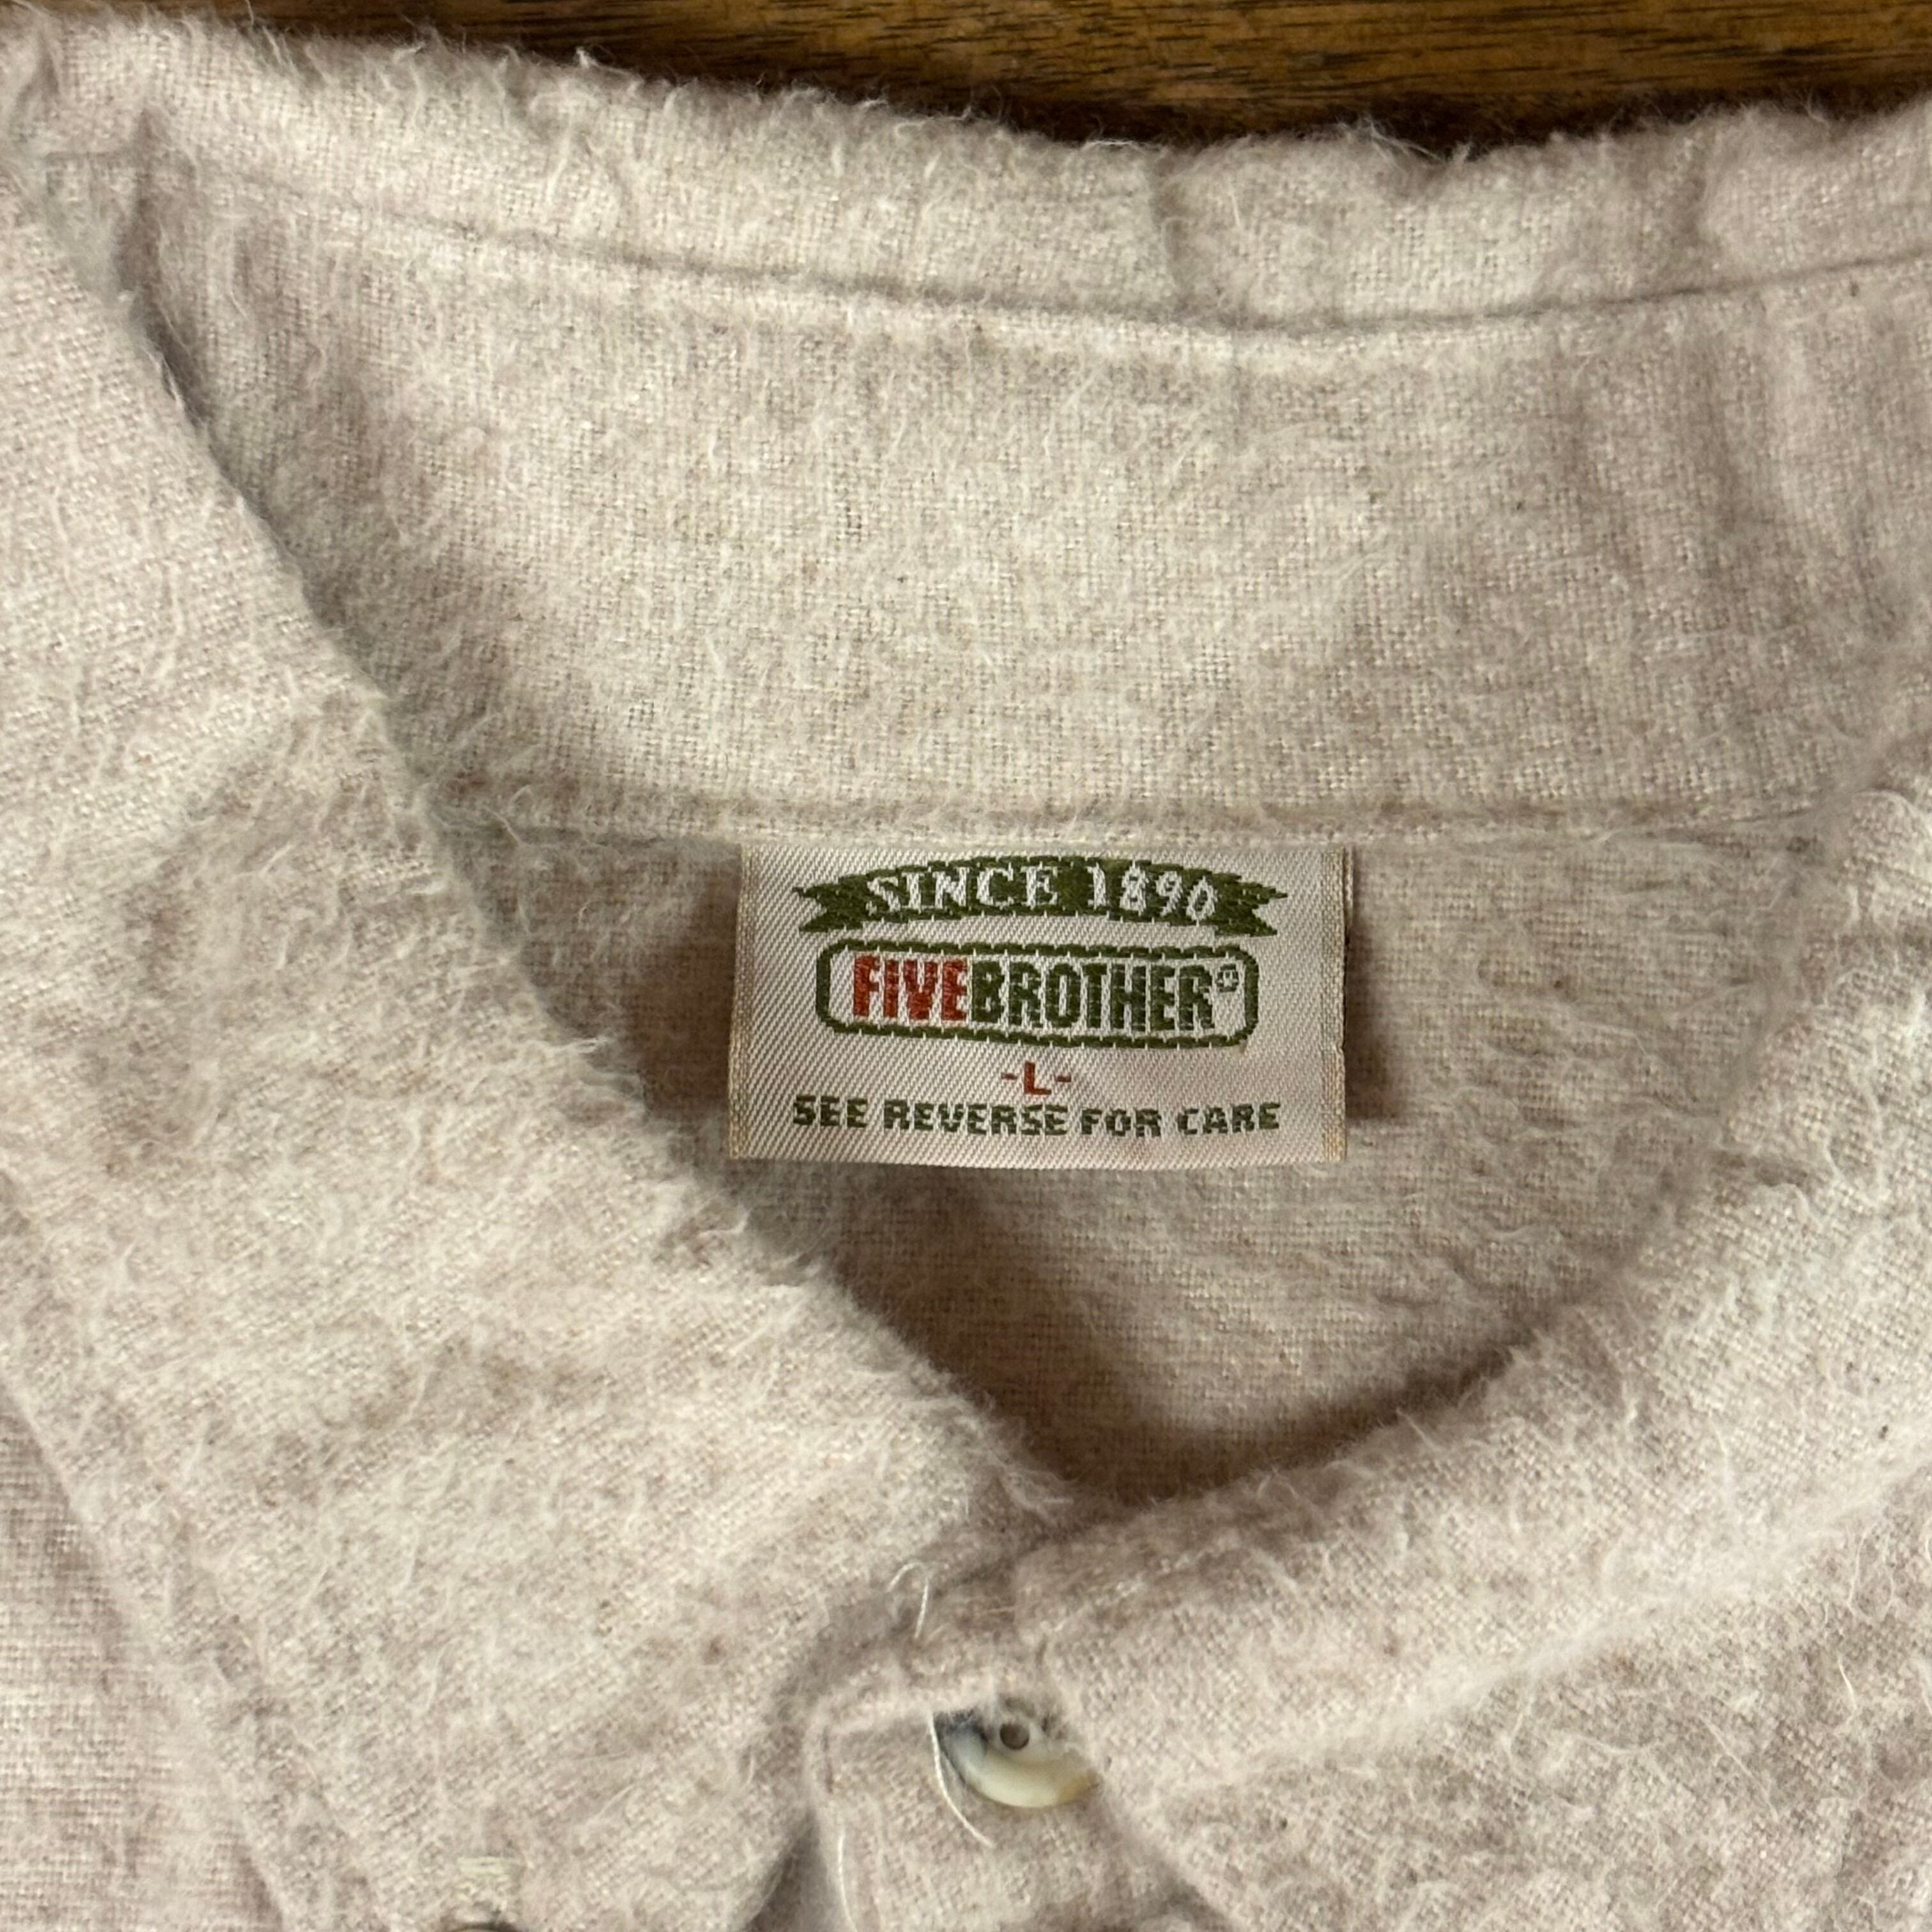 SINCE 1890
FIVEBROTHER®
-L-
SEE REVERSE FOR CARE